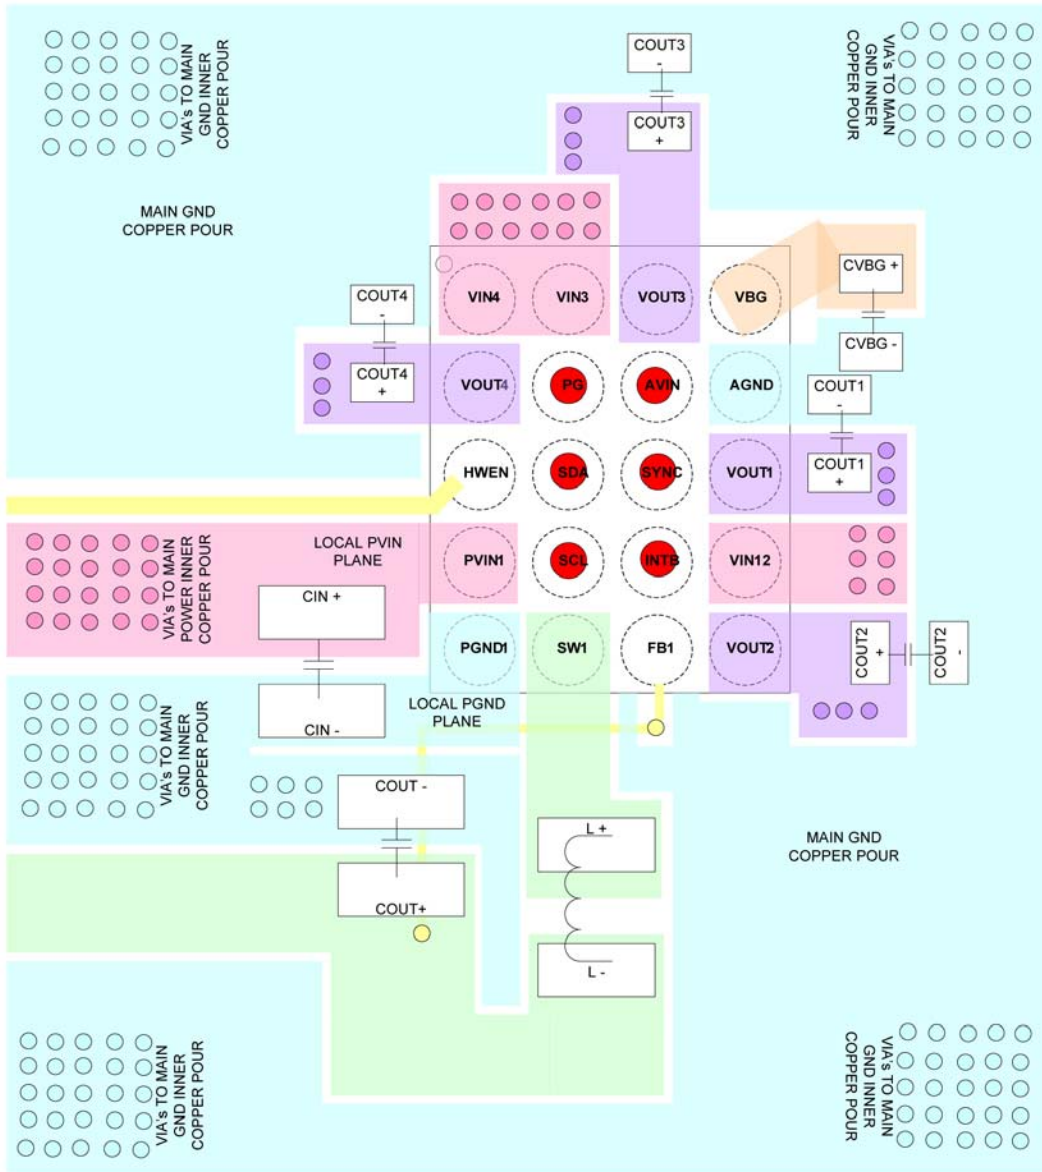 COUT3
-
COUT3
+
VIA's TO MAIN
GND INNER
COPPER POUR
VIA's TO MAIN
GND INNER
COPPER POUR
MAIN GND
COPPER POUR
VIN4
VIN3
VOUT3
VBG
CVBG +
CVBG -
COUT4
-
COUT4
+
VOUT4
PG
AVIN
AGND
COUT1
-
COUT1
+
HWEN
SDA
SYNC
VOUT1
LOCAL PVIN
PLANE
PVIN1
SCL
INTB
VIN12
VIA's TO MAIN
POWER INNER
COPPER POUR
CIN +
CIN -
PGND1
SW1
FB1
VOUT2
COUT2
+
COUT2
-
LOCAL PGND
PLANE
VIA's TO MAIN
GND INNER
COPPER POUR
COUT -
COUT+
L +
L -
MAIN GND
COPPER POUR
VIA's TO MAIN
GND INNER
COPPER POUR
VIA's TO MAIN
GND INNER
COPPER POUR